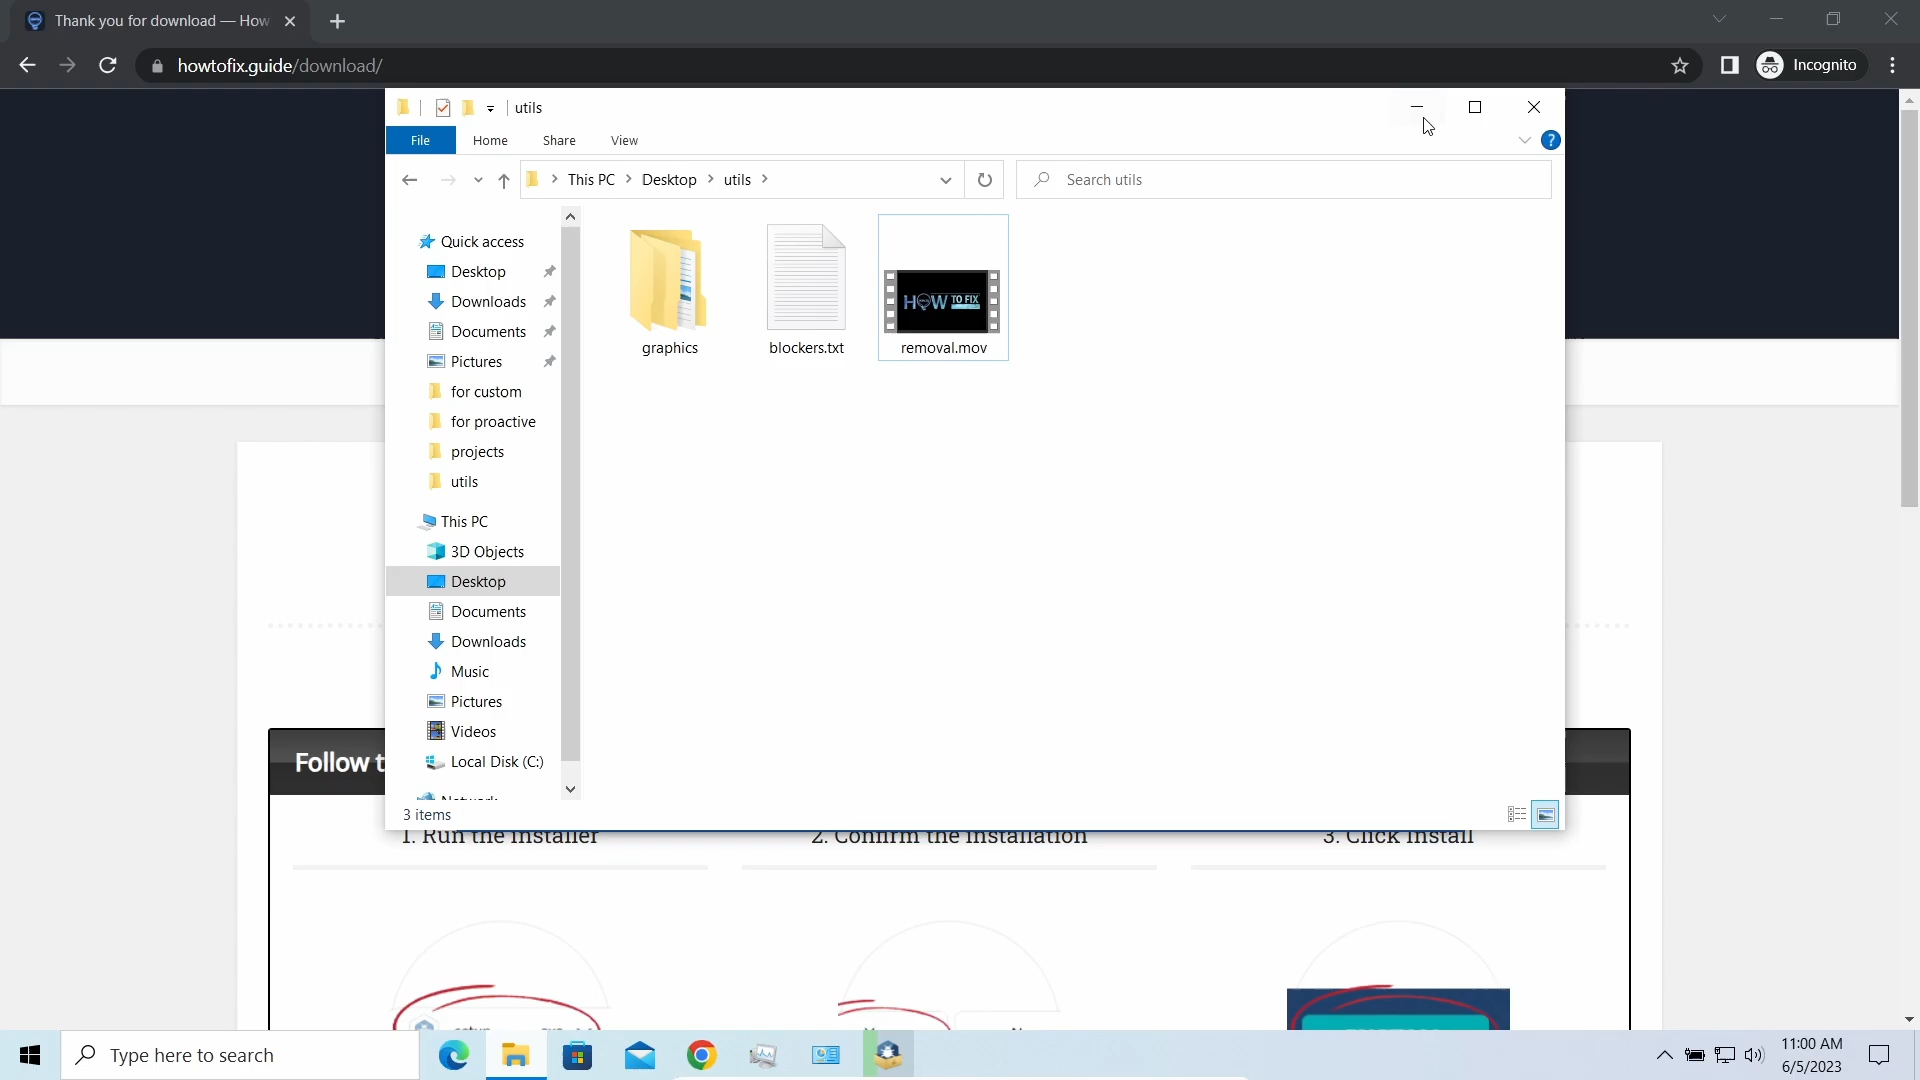 Thank you for download — How
howtofix.guide/download/
Incognito
utils
File Home Share View
This PC Desktop utils
Search utils
Quick access
Desktop
Downloads
Documents
Pictures
for custom
for proactive
projects
utils
This PC
3D Objects
Desktop
Documents
Downloads
Music
Pictures
Videos
Local Disk (C:)
Network
graphics
blockers.txt
HOW TO FIX
removal.mov
3 items
Follow t
1. Run the Installer
2. Confirm the Installation
3. Click Install
Type here to search
11:00 AM
6/5/2023